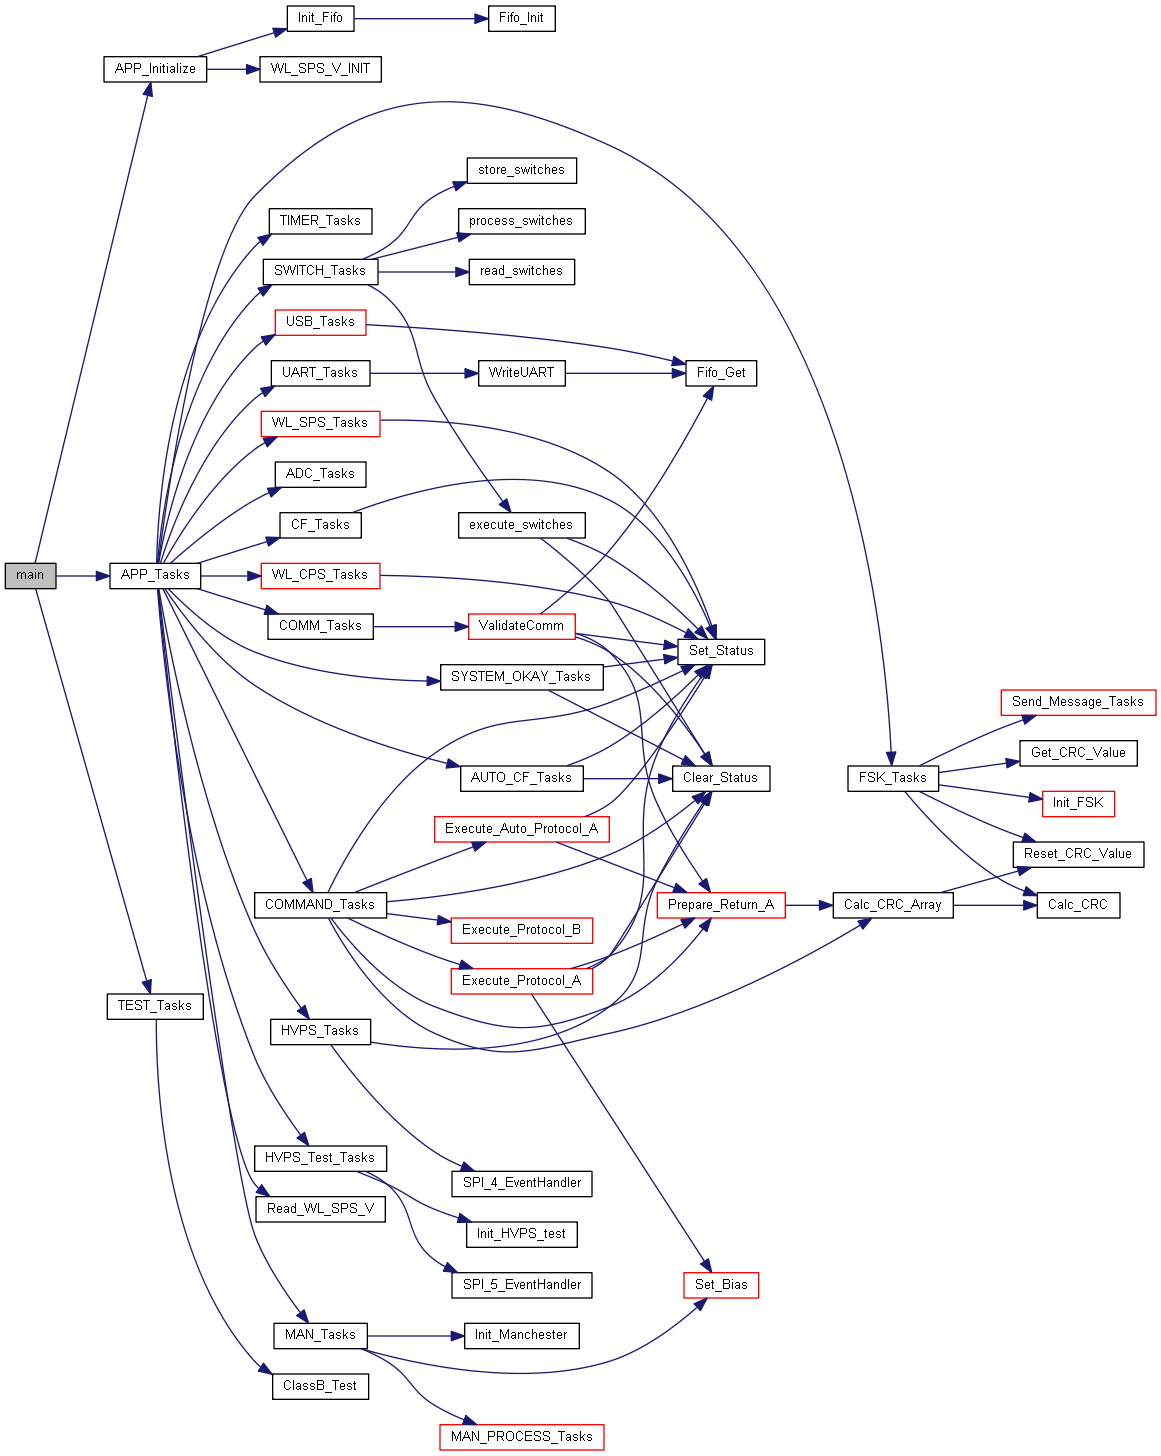 Init_Fifo
Fifo_Init
APP_Initialize
WL_SPS_V_INIT
store_switches
TIMER_Tasks
process_switches
SWITCH_Tasks
read_switches
USB_Tasks
UART_Tasks
WriteUART
Fifo_Get
WL_SPS_Tasks
ADC_Tasks
CF_Tasks
execute_switches
main
APP_Tasks
WL_CPS_Tasks
COMM_Tasks
ValidateComm
Set_Status
SYSTEM_OKAY_Tasks
Send_Message_Tasks
Get_CRC_Value
AUTO_CF_Tasks
Clear_Status
FSK_Tasks
Init_FSK
Execute_Auto_Protocol_A
Reset_CRC_Value
COMMAND_Tasks
Prepare_Return_A
Calc_CRC_Array
Calc_CRC
Execute_Protocol_B
Execute_Protocol_A
TEST_Tasks
HVPS_Tasks
HVPS_Test_Tasks
SPI_4_EventHandler
Read_WL_SPS_V
Init_HVPS_test
SPI_5_EventHandler
Set_Bias
MAN_Tasks
Init_Manchester
ClassB_Test
MAN_PROCESS_Tasks